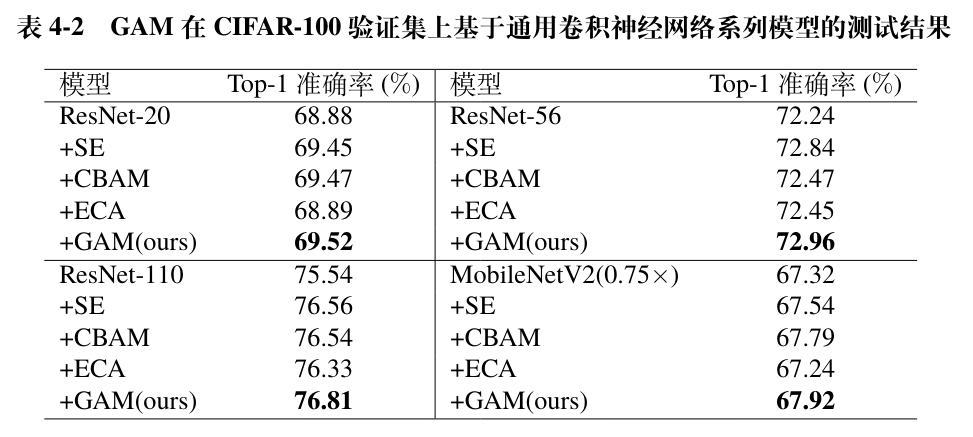 表 4-2 GAM 在 CIFAR-100 验证集上基于通用卷积神经网络系列模型的测试结果
模型 Top-1 准确率 (%) 模型 Top-1 准确率 (%)
ResNet-20 68.88 ResNet-56 72.24
+SE 69.45 +SE 72.84
+CBAM 69.47 +CBAM 72.47
+ECA 68.89 +ECA 72.45
+GAM(ours) 69.52 +GAM(ours) 72.96
ResNet-110 75.54 MobileNetV2(0.75×) 67.32
+SE 76.56 +SE 67.54
+CBAM 76.54 +CBAM 67.79
+ECA 76.33 +ECA 67.24
+GAM(ours) 76.81 +GAM(ours) 67.92